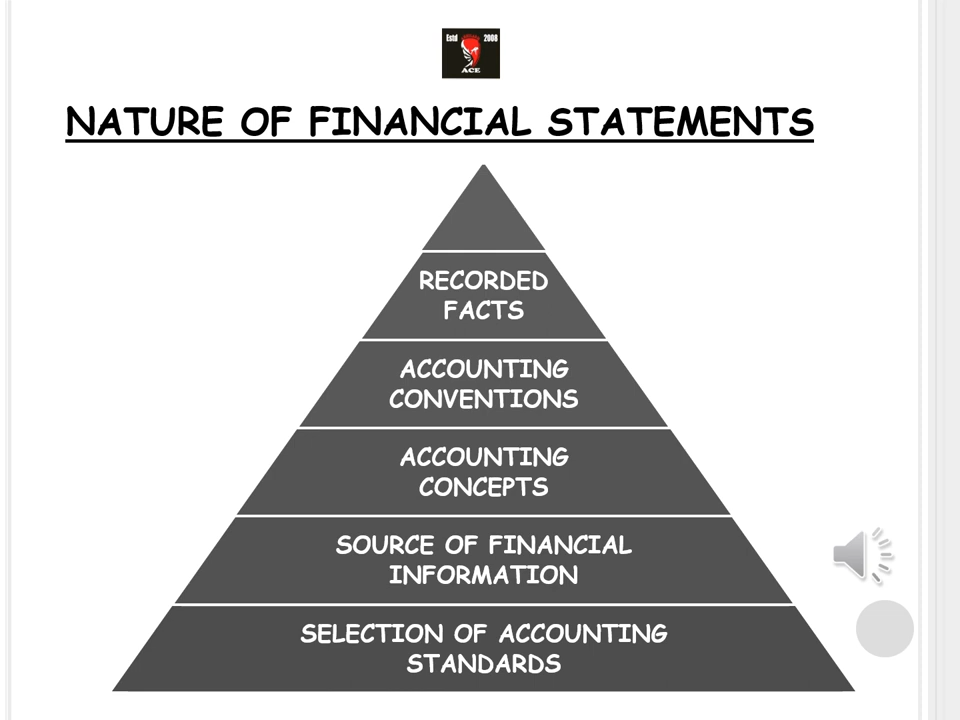 Estd 2008
ACE
NATURE OF FINANCIAL STATEMENTS
RECORDED
FACTS
ACCOUNTING
CONVENTIONS
ACCOUNTING
CONCEPTS
SOURCE OF FINANCIAL
INFORMATION
SELECTION OF ACCOUNTING
STANDARDS